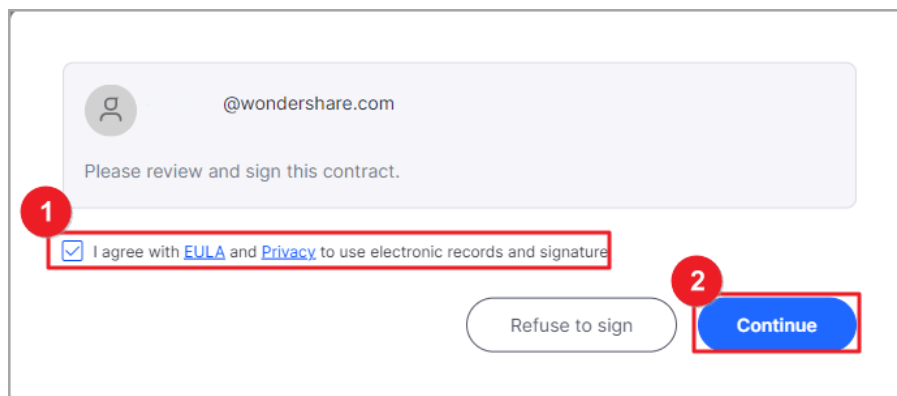 @wondershare.com
Please review and sign this contract.
1
I agree with EULA and Privacy to use electronic records and signature
2
Refuse to sign
Continue